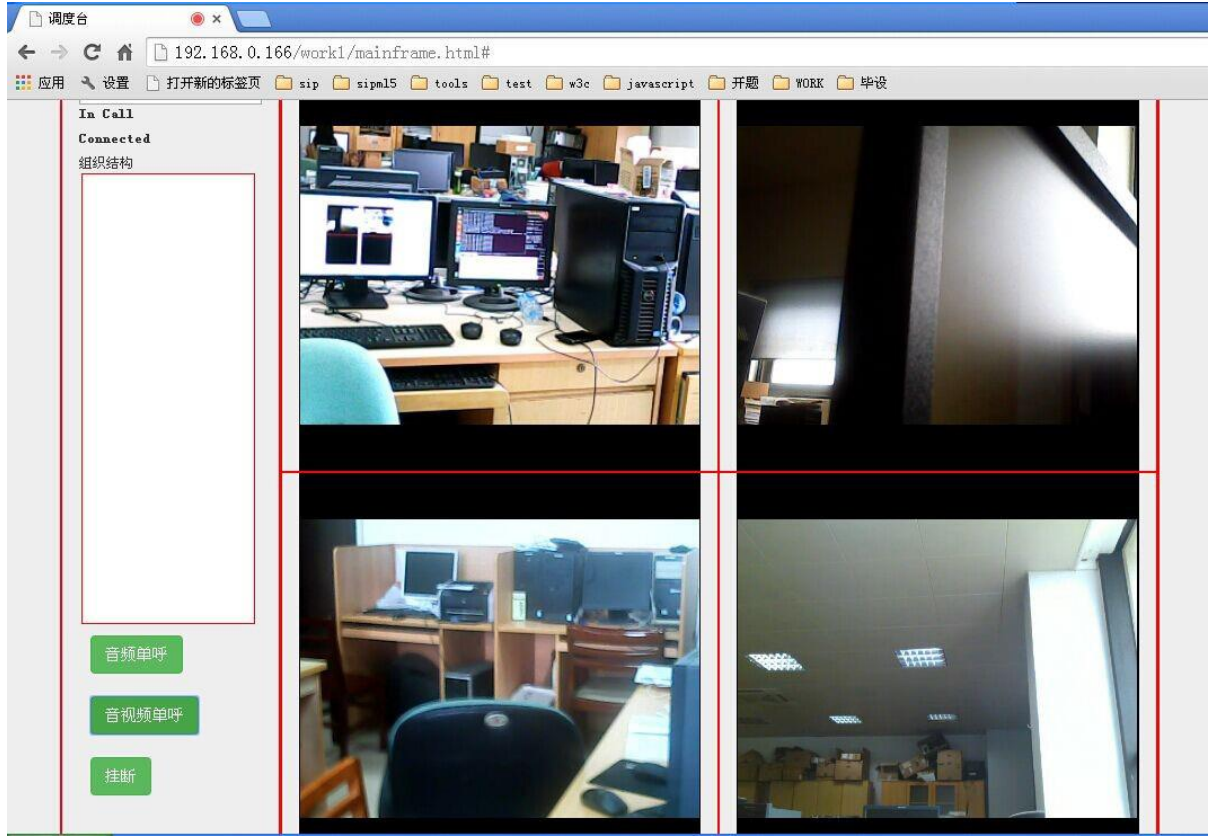 调度台
192.168.0.166/work1/mainframe.html#
应用 设置 打开新的标签页 sip sipml5 tools test w3c javascript 开题 WORK 毕设
In Call
Connected
组织结构
音频单呼
音视频单呼
挂断